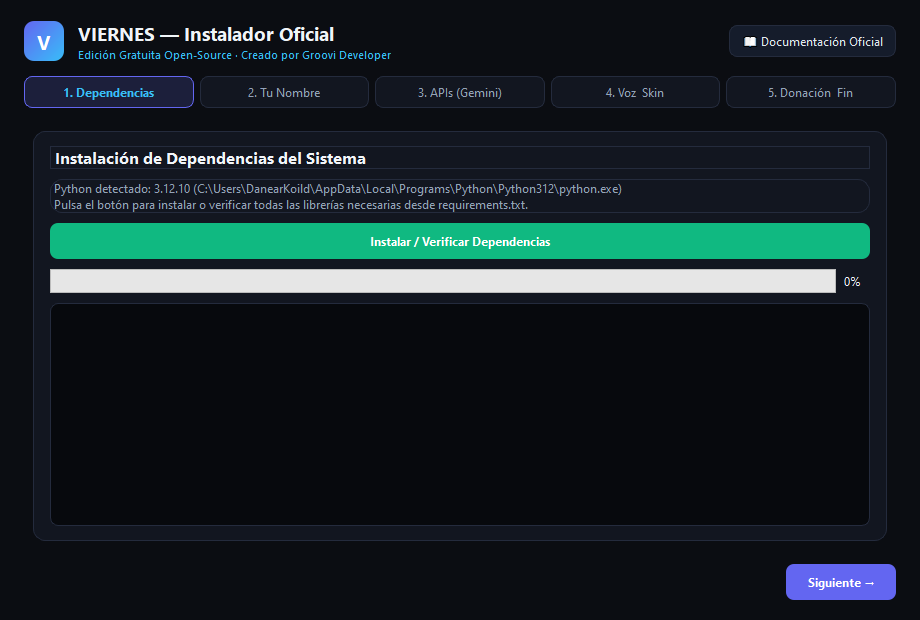 V
VIERNES — Instalador Oficial
Edición Gratuita Open-Source · Creado por Groovi Developer
📖 Documentación Oficial
1. Dependencias
2. Tu Nombre
3. APIs (Gemini)
4. Voz  Skin
5. Donación  Fin
Instalación de Dependencias del Sistema
Python detectado: 3.12.10 (C:\Users\DanearKoild\AppData\Local\Programs\Python\Python312\python.exe)
Pulsa el botón para instalar o verificar todas las librerías necesarias desde requirements.txt.
Instalar / Verificar Dependencias
0%
Siguiente →